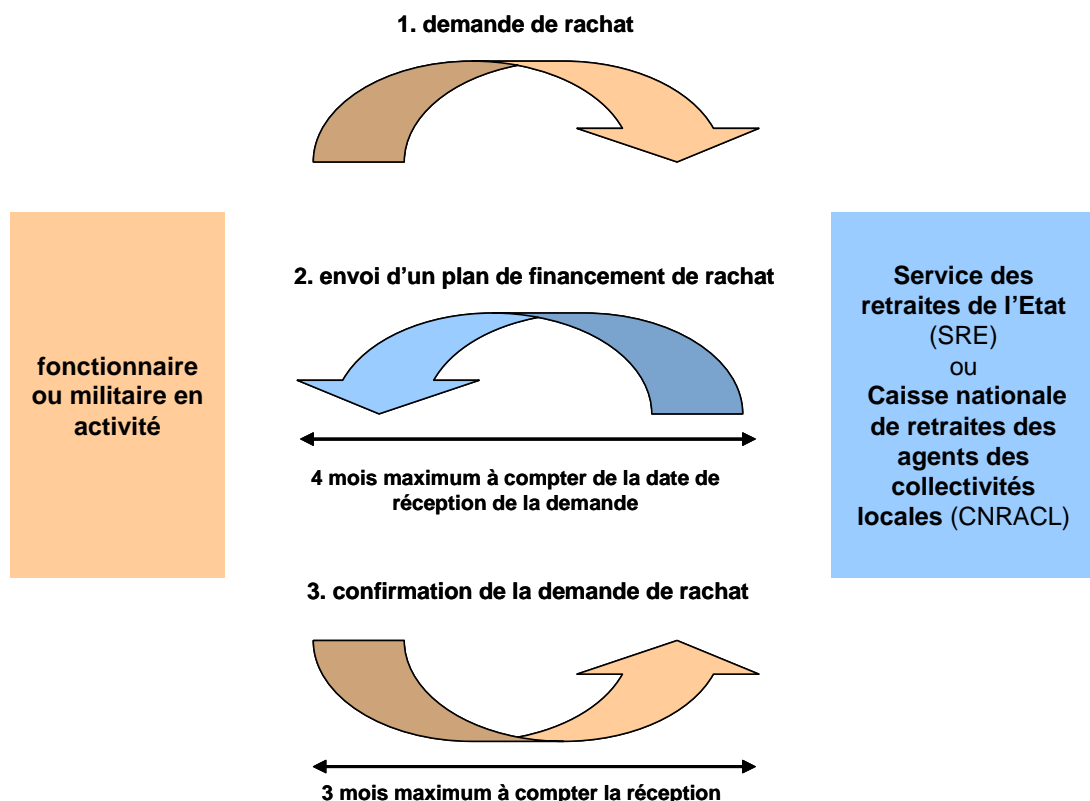 1. demande de rachat
fonctionnaire
ou militaire en
activité
2. envoi d'un plan de financement de rachat
4 mois maximum à compter de la date de
réception de la demande
Service des
retraites de l'Etat
(SRE)
ou
Caisse nationale
de retraites des
agents des
collectivités
locales (CNRACL)
3. confirmation de la demande de rachat
3 mois maximum à compter la réception